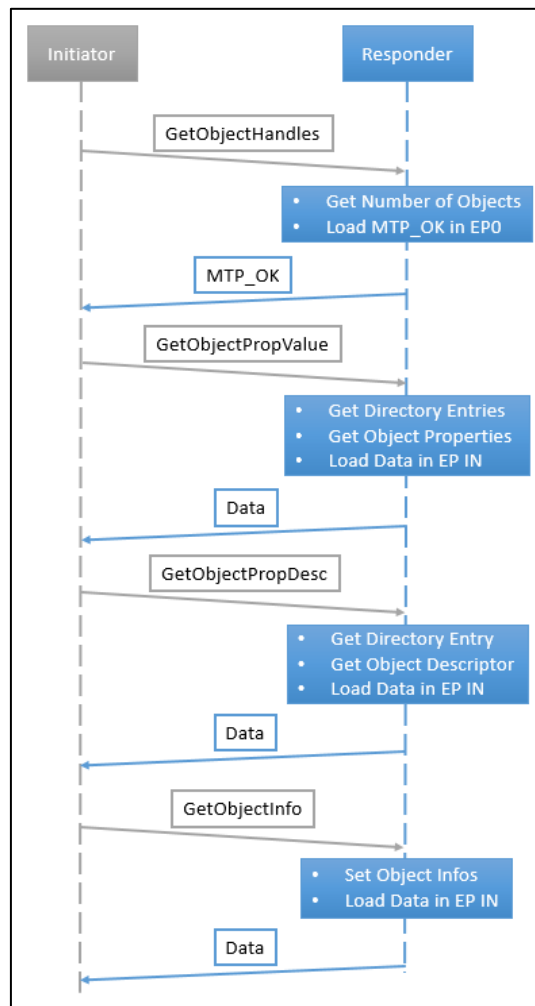 Initiator
Responder
GetObjectHandles
• Get Number of Objects
• Load MTP_OK in EP0
MTP_OK
GetObjectPropValue
• Get Directory Entries
• Get Object Properties
• Load Data in EP IN
Data
GetObjectPropDesc
• Get Directory Entry
• Get Object Descriptor
• Load Data in EP IN
Data
GetObjectInfo
• Set Object Infos
• Load Data in EP IN
Data